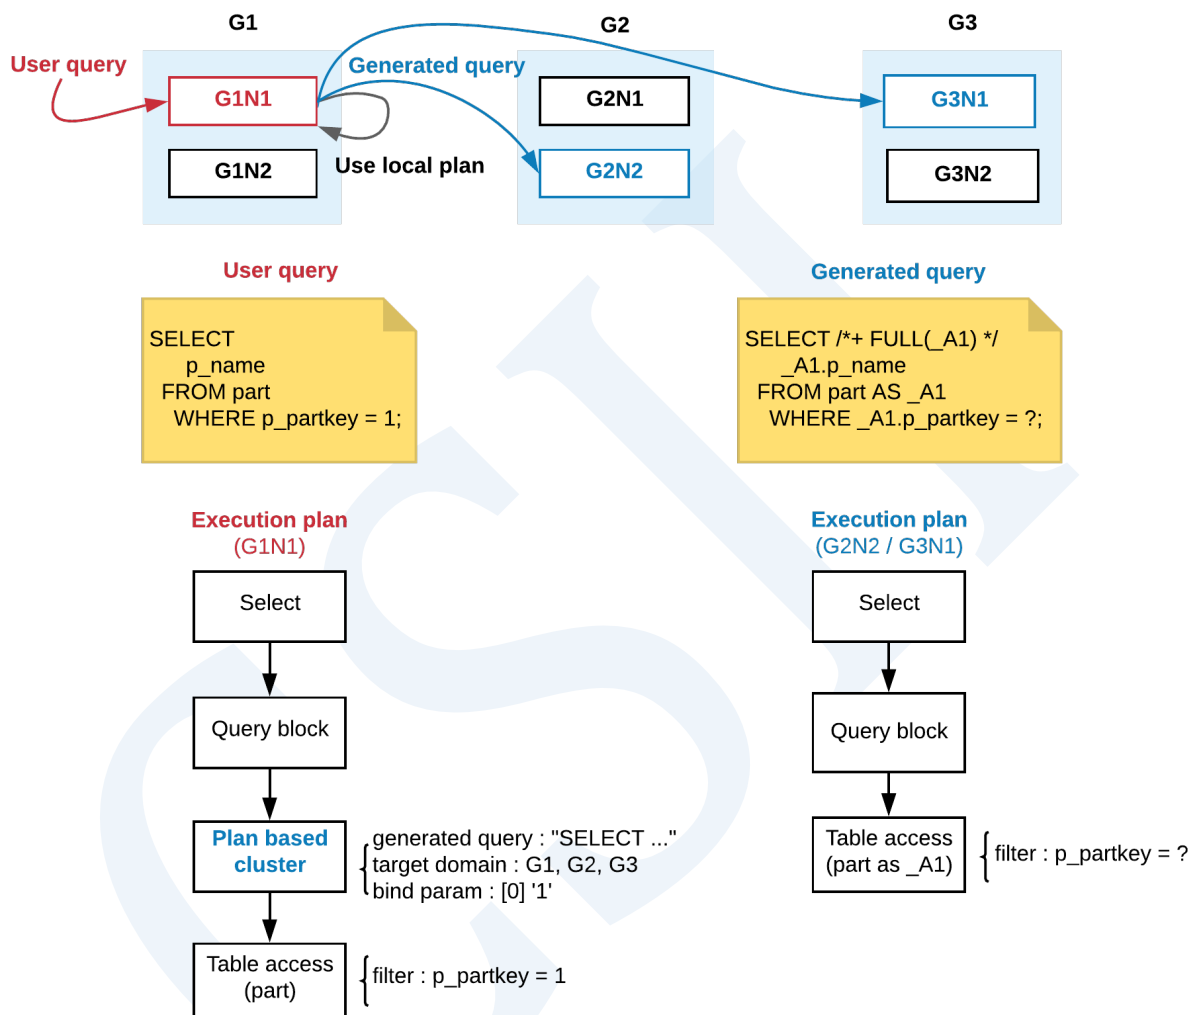 G1
G2
G3
User query
Generated query
G1N1
G2N1
G3N1
Use local plan
G1N2
G2N2
G3N2
User query
SELECT
p_name
FROM part
WHERE p_partkey = 1;
Generated query
SELECT /*+ FULL(_A1) */
_A1.p_name
FROM part AS _A1
WHERE _A1.p_partkey = ?;
Execution plan
(G1N1)
Select
Query block
Plan based
cluster
generated query : "SELECT ..."
target domain : G1, G2, G3
bind param : [0] '1'
Table access
(part)
filter : p_partkey = 1
Execution plan
(G2N2 / G3N1)
Select
Query block
Table access
(part as _A1)
filter : p_partkey = ?